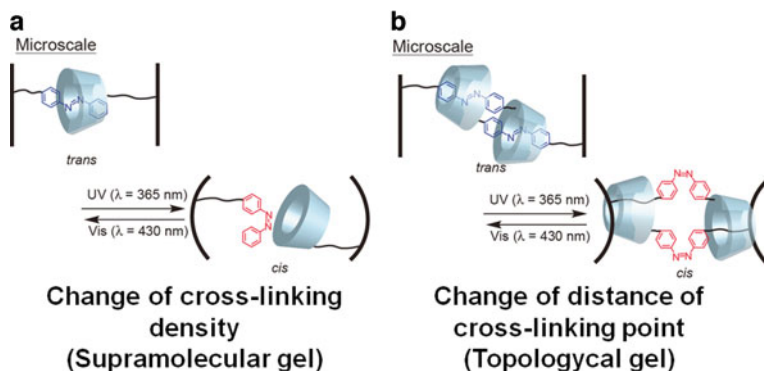 a
Microscale
N=N
trans
UV (λ = 365 nm)
Vis (λ = 430 nm)
N=N
cis
Change of cross-linking
density
(Supramolecular gel)
b
Microscale
N=N
N=N
trans
UV (λ = 365 nm)
Vis (λ = 430 nm)
N=N
N=N
cis
Change of distance of
cross-linking point
(Topologycal gel)